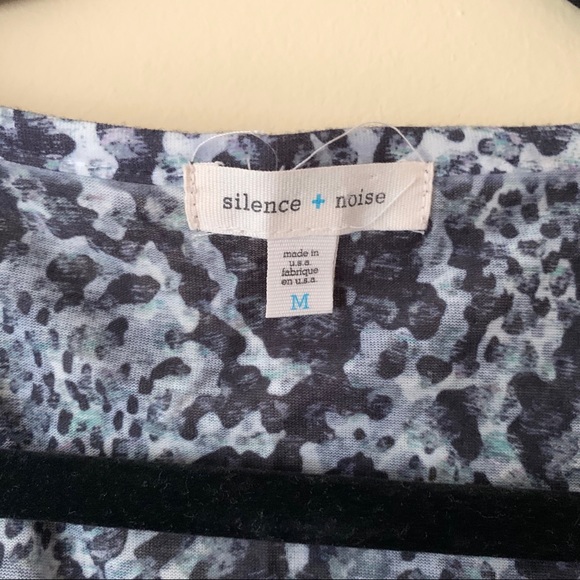 silence + noise
made in
u.s.a.
fabriqué
en u.s.a.
M